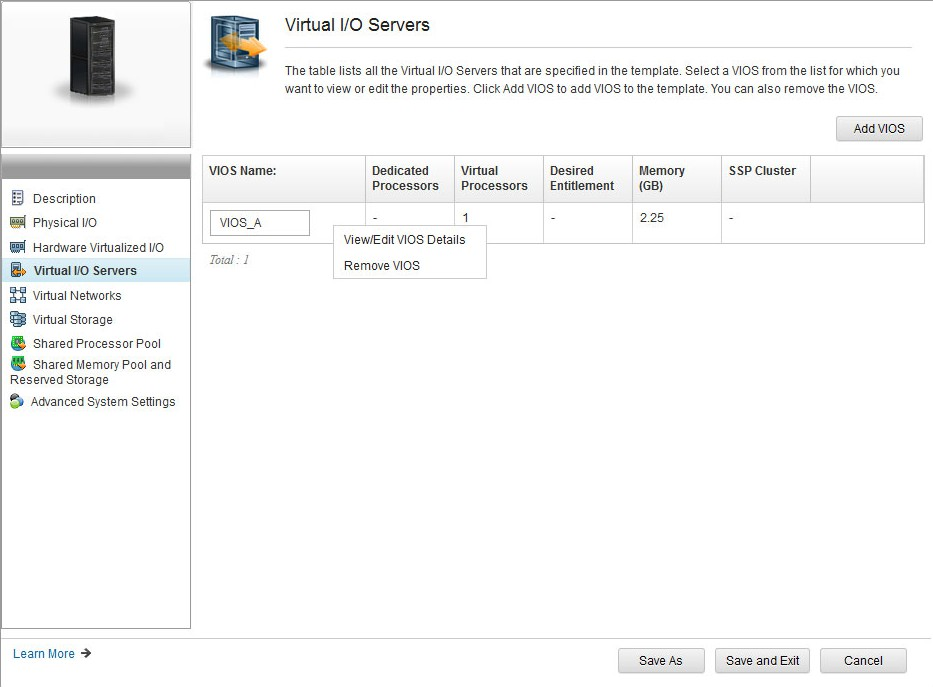 Virtual I/O Servers
The table lists all the Virtual I/O Servers that are specified in the template. Select a VIOS from the list for which you
want to view or edit the properties. Click Add VIOS to add VIOS to the template. You can also remove the VIOS.
Add VIOS
Description
Physical I/O
Hardware Virtualized I/O
Virtual I/O Servers
Virtual Networks
Virtual Storage
Shared Processor Pool
Shared Memory Pool and
Reserved Storage
Advanced System Settings
VIOS Name: Dedicated Virtual Desired Memory SSP Cluster
Processors Processors Entitlement (GB)
VIOS_A - 1 - 2.25 -
View/Edit VIOS Details
Remove VIOS
Total : 1
Learn More
Save As Save and Exit Cancel